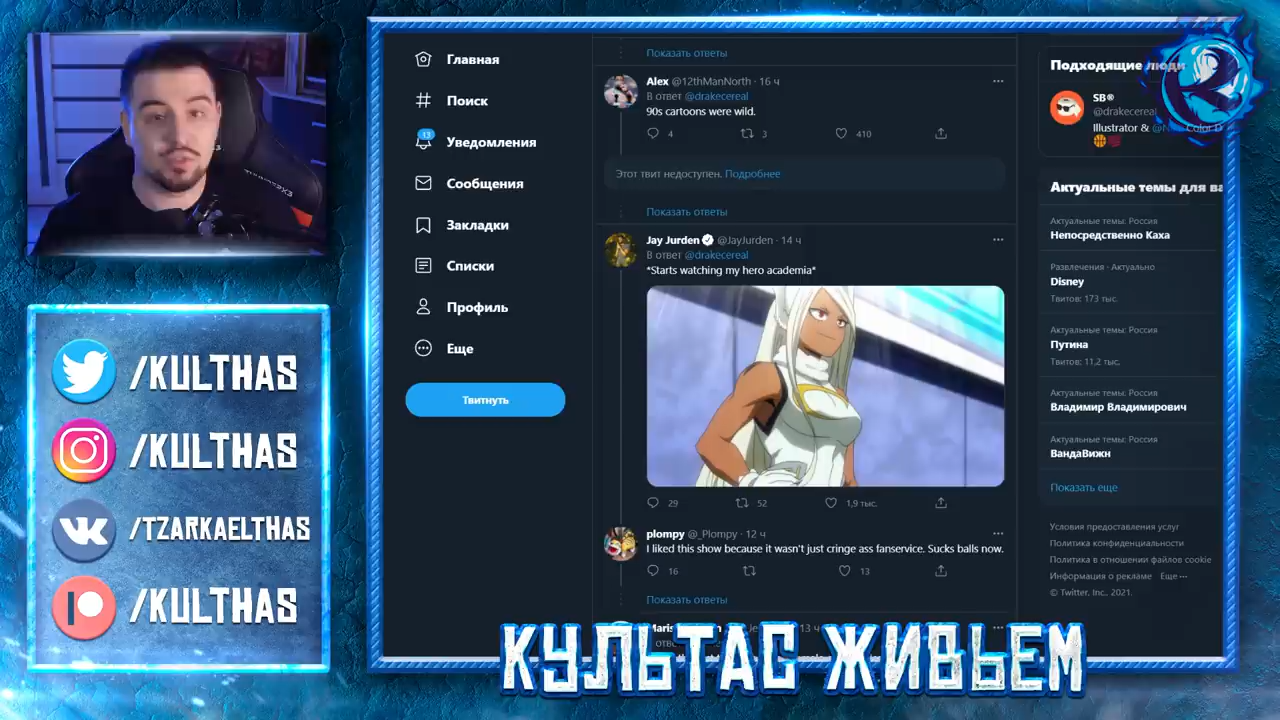 /KULTHAS
/KULTHAS
/TZARKAELTHAS
/KULTHAS
Главная
Поиск
13
Уведомления
Сообщения
Закладки
Списки
Профиль
Еще
Твитнуть
Показать ответы
Alex @12thManNorth · 16 ч
В ответ @drakecereal
90s cartoons were wild.
4 3 410
Этот твит недоступен. Подробнее
Показать ответы
Jay Jurden @JayJurden · 14 ч
В ответ @drakecereal
*Starts watching my hero academia*
29 52 1,9 тыс.
plompy @_Plompy · 12 ч
I liked this show because it wasn't just cringe ass fanservice. Sucks balls now.
16 13
Показать ответы
13 ч
Подходящие люди
SB®
@drakecereal
Illustrator &
Color
Актуальные темы для ва
Актуальные темы: Россия
Непосредственно Каха
Развлечения · Актуально
Disney
Твитов: 173 тыс.
Актуальные темы: Россия
Путина
Твитов: 11,2 тыс.
Актуальные темы: Россия
Владимир Владимирович
Актуальные темы: Россия
ВандаВижн
Показать еще
Условия предоставления услуг
Политика конфиденциальности
Политика в отношении файлов cookie
Информация о рекламе Еще ···
© Twitter, Inc., 2021.
КУЛЬТАС ЖИВЬЕМ